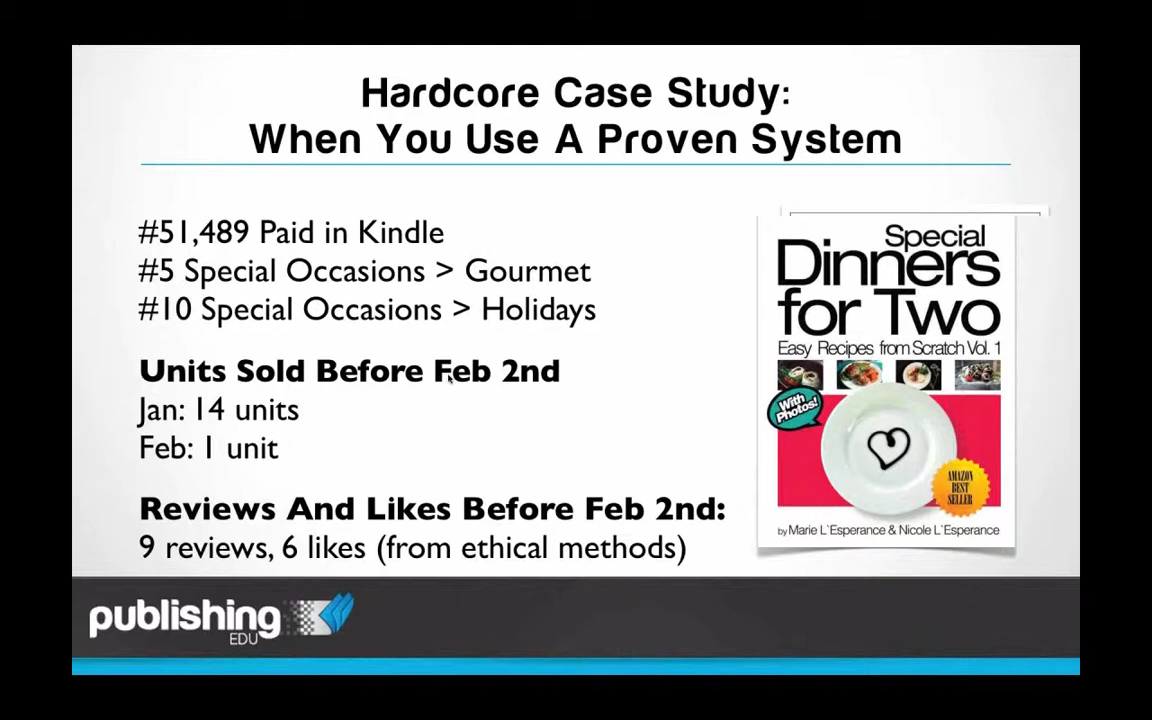 Hardcore Case Study:
When You Use A Proven System
#51,489 Paid in Kindle
#5 Special Occasions > Gourmet
#10 Special Occasions > Holidays
Units Sold Before Feb 2nd
Jan: 14 units
Feb: 1 unit
Reviews And Likes Before Feb 2nd:
9 reviews, 6 likes (from ethical methods)
Special
Dinners
for Two
Easy Recipes from Scratch Vol. 1
With
Photos!
AMAZON
BEST
SELLER
by Marie L`Esperance & Nicole L`Esperance
publishing
EDU